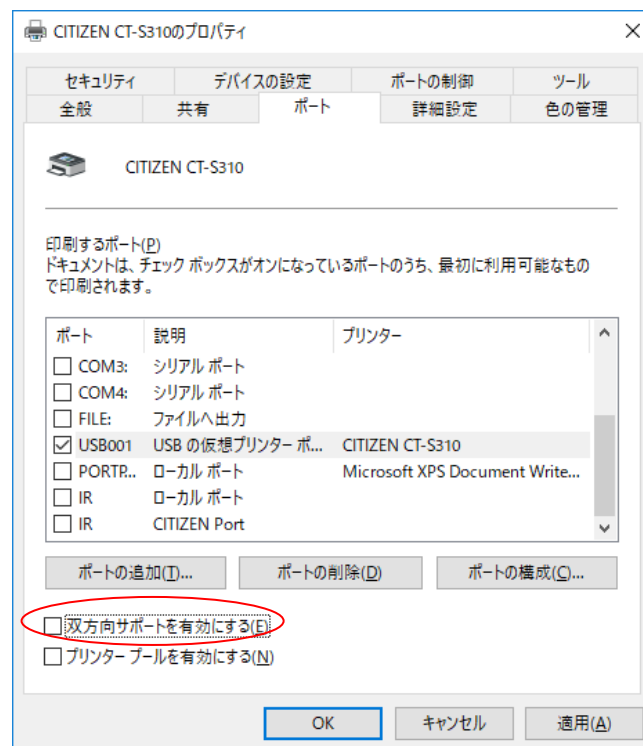 CITIZEN CT-S310のプロパティ
セキュリティ デバイスの設定 ポートの制御 ツール
全般 共有 ポート 詳細設定 色の管理
CITIZEN CT-S310
印刷するポート(P)
ドキュメントは、チェック ボックスがオンになっているポートのうち、最初に利用可能なもの
で印刷されます。
ポート 説明 プリンター
COM3: シリアル ポート
COM4: シリアル ポート
FILE: ファイルへ出力
USB001 USB の仮想プリンター ポ... CITIZEN CT-S310
PORTP... ローカル ポート Microsoft XPS Document Write...
IR ローカル ポート
IR CITIZEN Port
ポートの追加(T)... ポートの削除(D) ポートの構成(C)...
双方向サポートを有効にする(E)
プリンター プールを有効にする(N)
OK キャンセル 適用(A)